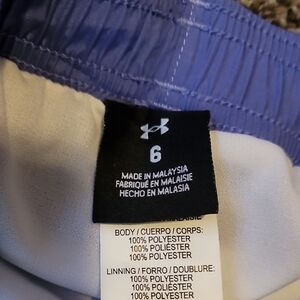 6
MADE IN MALAYSIA
FABRIQUÉ EN MALAISIE
HECHO EN MALASIA
BODY / CUERPO / CORPS:
100% POLYESTER
100% POLIÉSTER
100% POLYESTER
LINNING / FORRO / DOUBLURE:
100% POLYESTER
100% POLIÉSTER
100% POLYESTER